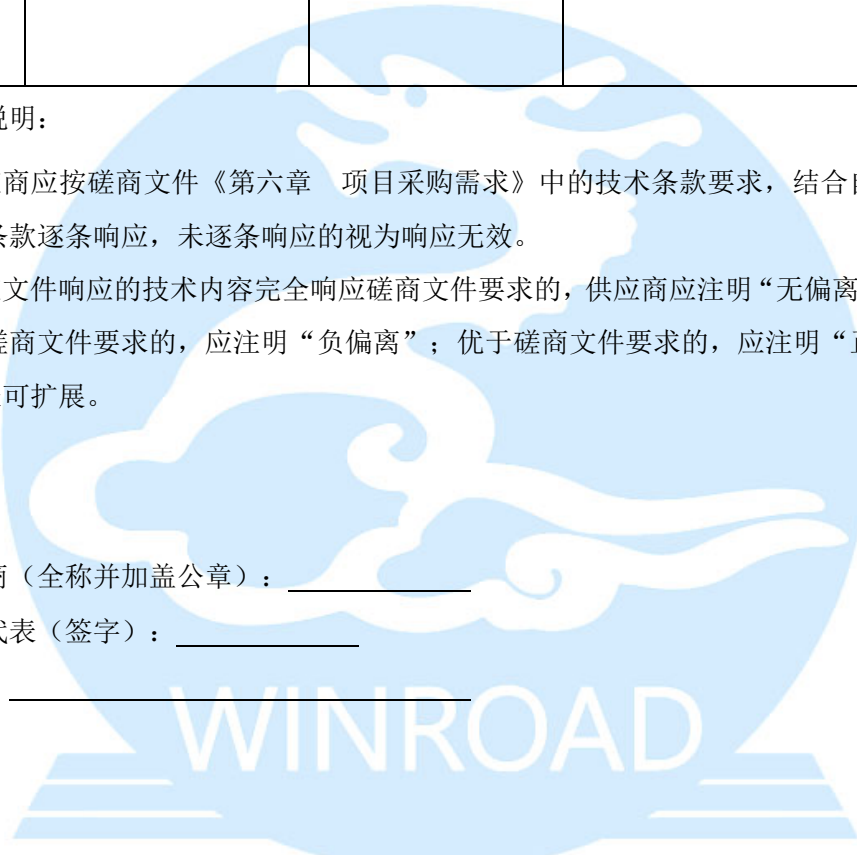 说明：
商应按磋商文件《第六章　项目采购需求》中的技术条款要求，结合
条款逐条响应，未逐条响应的视为响应无效。
文件响应的技术内容完全响应磋商文件要求的，供应商应注明“无偏离
磋商文件要求的，应注明“负偏离”；优于磋商文件要求的，应注明“正
可扩展。
商（全称并加盖公章）：
代表（签字）：
WINROAD